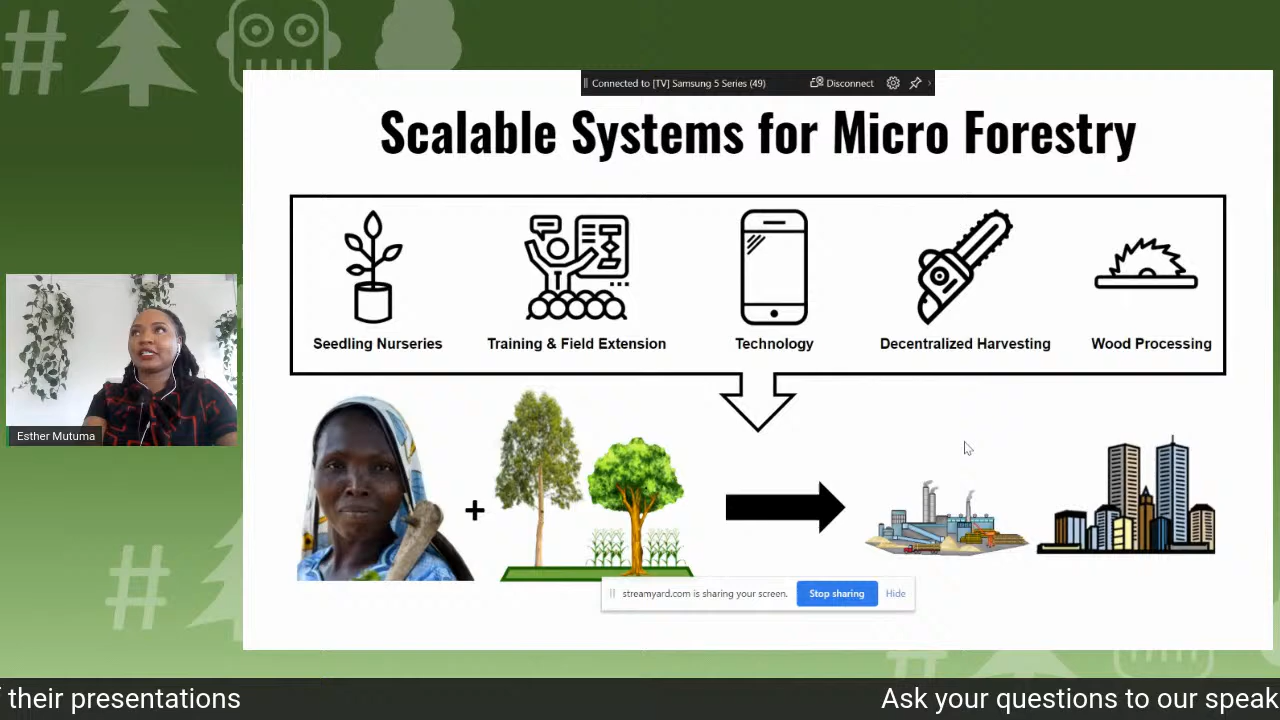 Connected to [TV] Samsung 5 Series (49)
Disconnect
Scalable Systems for Micro Forestry
Seedling Nurseries
Training & Field Extension
Technology
Decentralized Harvesting
Wood Processing
Esther Mutuma
+
streamyard.com is sharing your screen.
Stop sharing
Hide
their presentations
Ask your questions to our speak